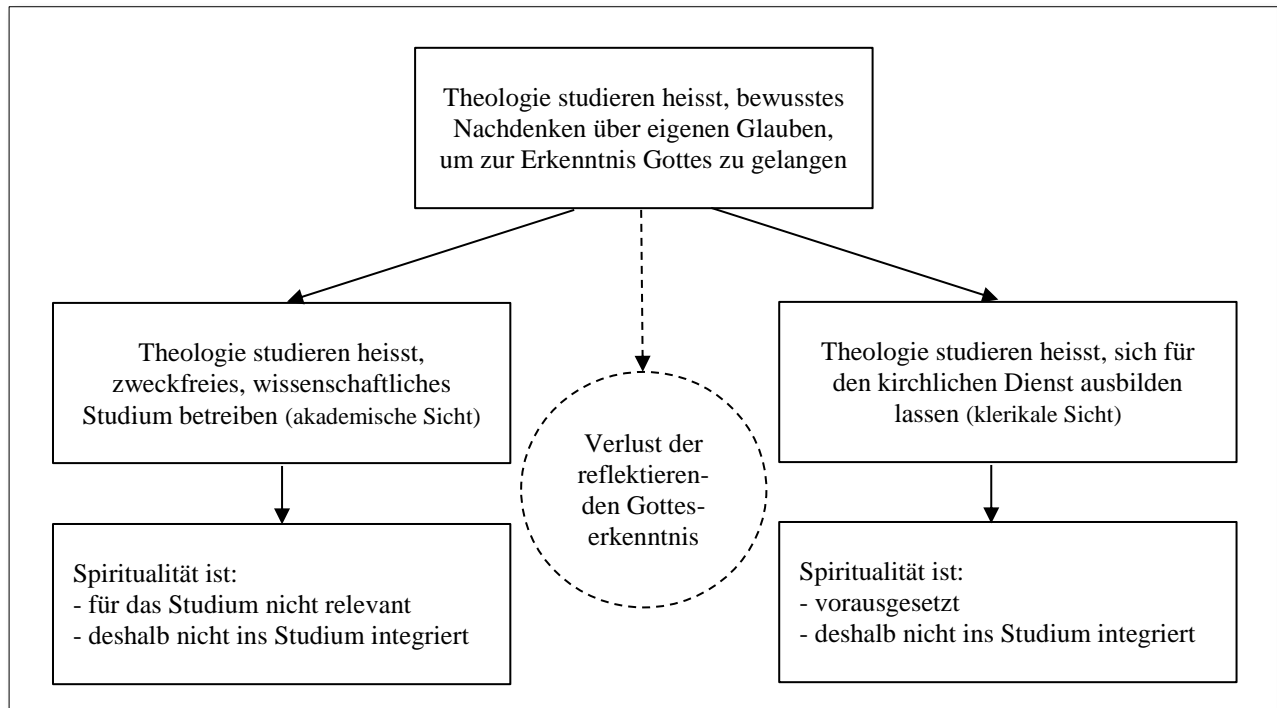 Theologie studieren heisst, bewusstes
Nachdenken über eigenen Glauben,
um zur Erkenntnis Gottes zu gelangen
Theologie studieren heisst,
zweckfreies, wissenschaftliches
Studium betreiben (akademische Sicht)
Verlust der
reflektieren-
den Gottes-
erkenntnis
Theologie studieren heisst, sich für
den kirchlichen Dienst ausbilden
lassen (klerikale Sicht)
Spiritualität ist:
- für das Studium nicht relevant
- deshalb nicht ins Studium integriert
Spiritualität ist:
- vorausgesetzt
- deshalb nicht ins Studium integriert